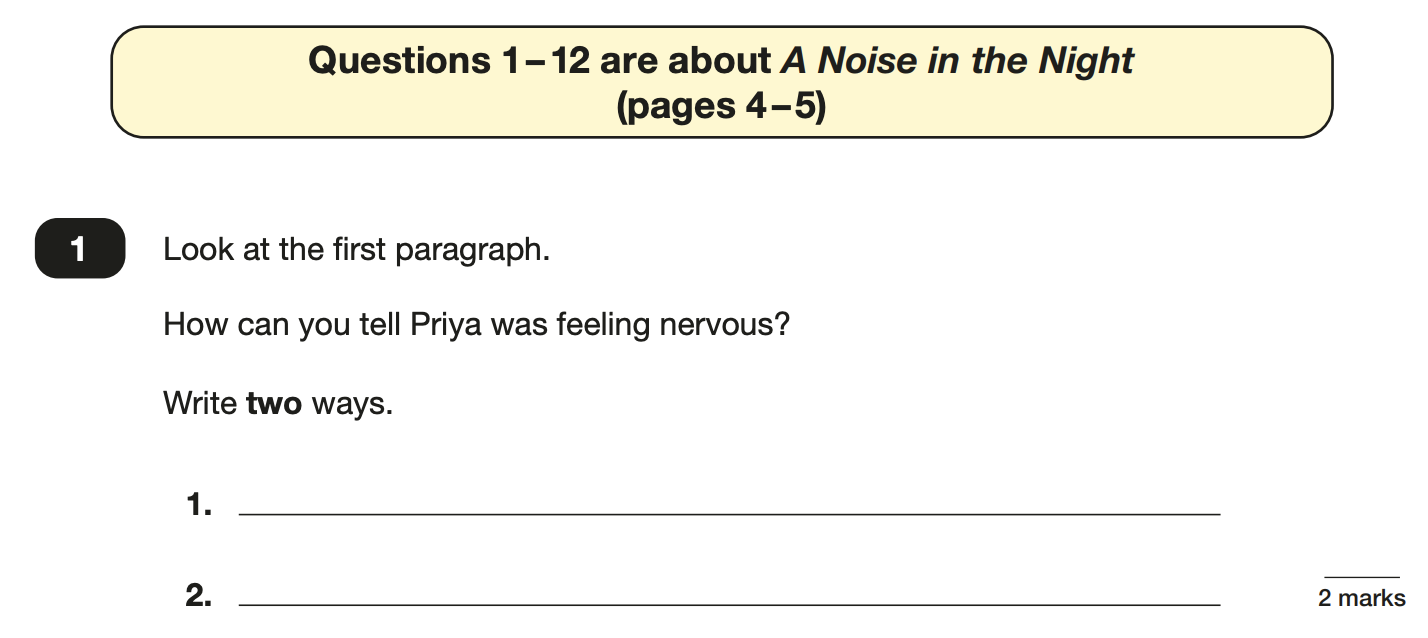 Questions 1–12 are about A Noise in the Night
(pages 4–5)
1 Look at the first paragraph.
How can you tell Priya was feeling nervous?
Write two ways.
1.
2.
2 marks